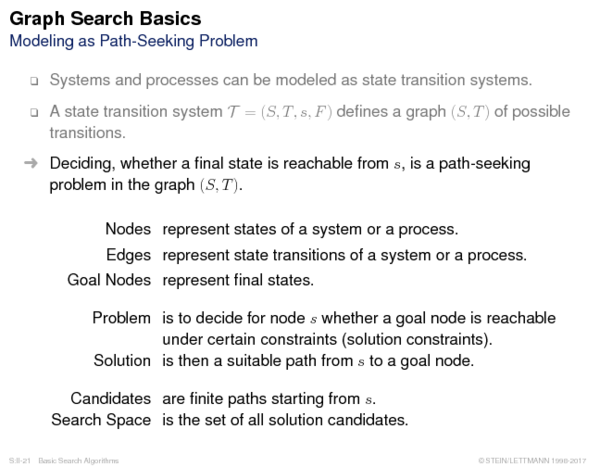 Graph Search Basics
Modeling as Path-Seeking Problem
❑ Systems and processes can be modeled as state transition systems.
❑ A state transition system 𝒯 = (S, T, s, F) defines a graph (S, T) of possible
transitions.
➜ Deciding, whether a final state is reachable from s, is a path-seeking
problem in the graph (S, T).
Nodes represent states of a system or a process.
Edges represent state transitions of a system or a process.
Goal Nodes represent final states.
Problem is to decide for node s whether a goal node is reachable
under certain constraints (solution constraints).
Solution is then a suitable path from s to a goal node.
Candidates are finite paths starting from s.
Search Space is the set of all solution candidates.
S:II-21 Basic Search Algorithms © STEIN/LETTMANN 1998-2017